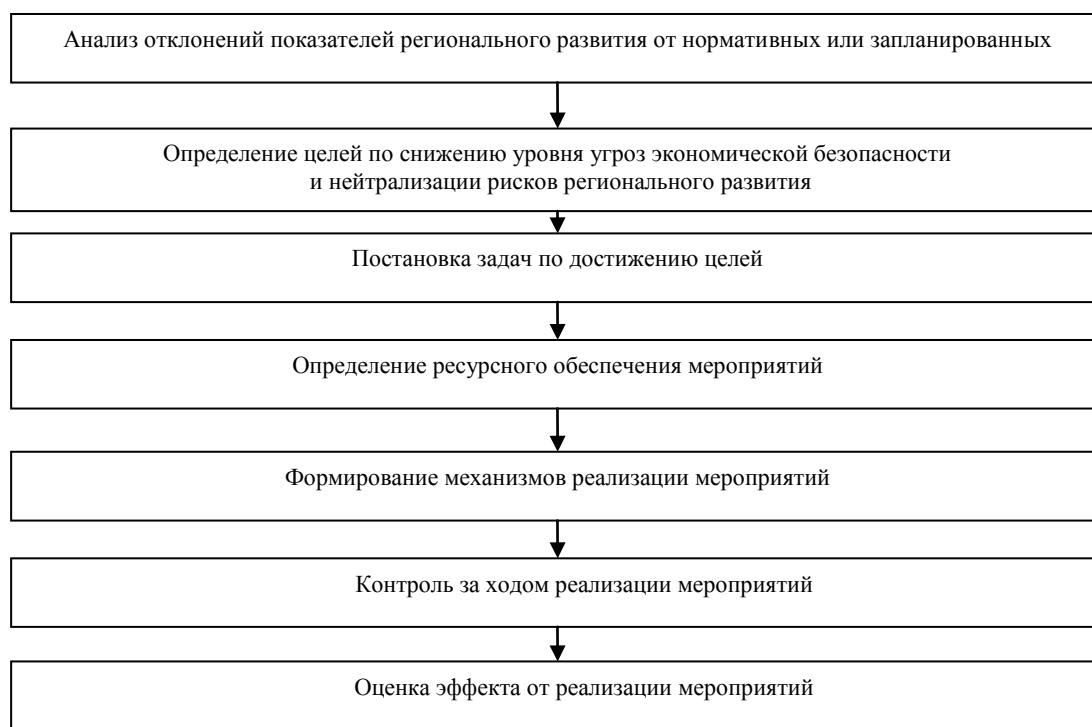 Анализ отклонений показателей регионального развития от нормативных или запланированных
Определение целей по снижению уровня угроз экономической безопасности
и нейтрализации рисков регионального развития
Постановка задач по достижению целей
Определение ресурсного обеспечения мероприятий
Формирование механизмов реализации мероприятий
Контроль за ходом реализации мероприятий
Оценка эффекта от реализации мероприятий